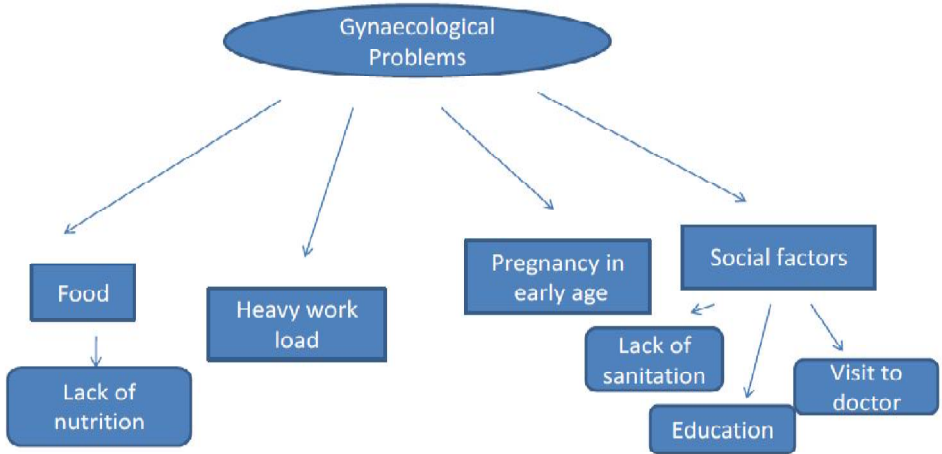 Gynaecological
Problems
Food
Heavy work
load
Pregnancy in
early age
Social factors
Lack of
nutrition
Lack of
sanitation
Education
Visit to
doctor